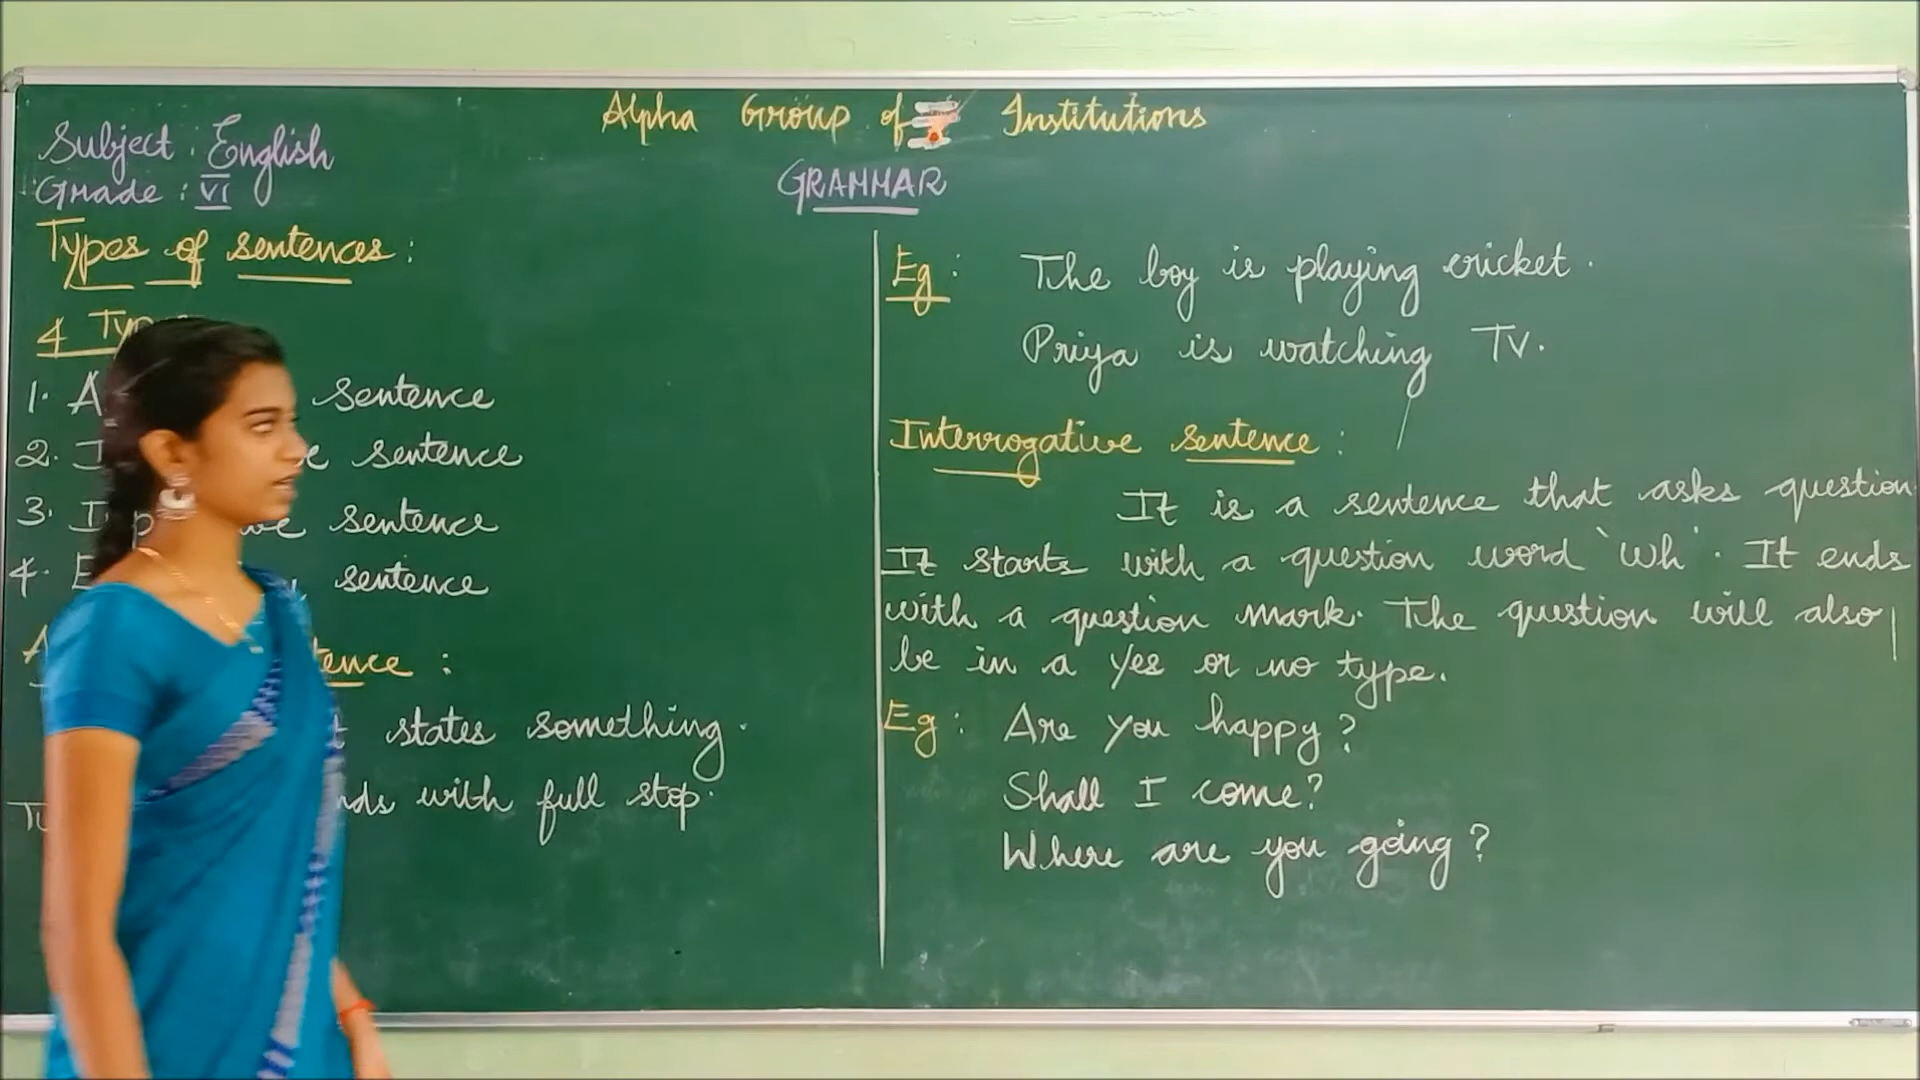 Alpha Group of Institutions
Subject : English
Grade : VI
GRAMMAR
Types of sentences :
4
1. sentence
2. sentence
3. sentence
4. sentence
:
states something.
with full stop.
Eg : The boy is playing cricket.
Priya is watching TV.
Interrogative sentence :
It is a sentence that asks question
It starts with a question word 'Wh'. It ends
with a question mark. The question will also
be in a Yes or no type.
Eg : Are you happy?
Shall I come?
Where are you going?